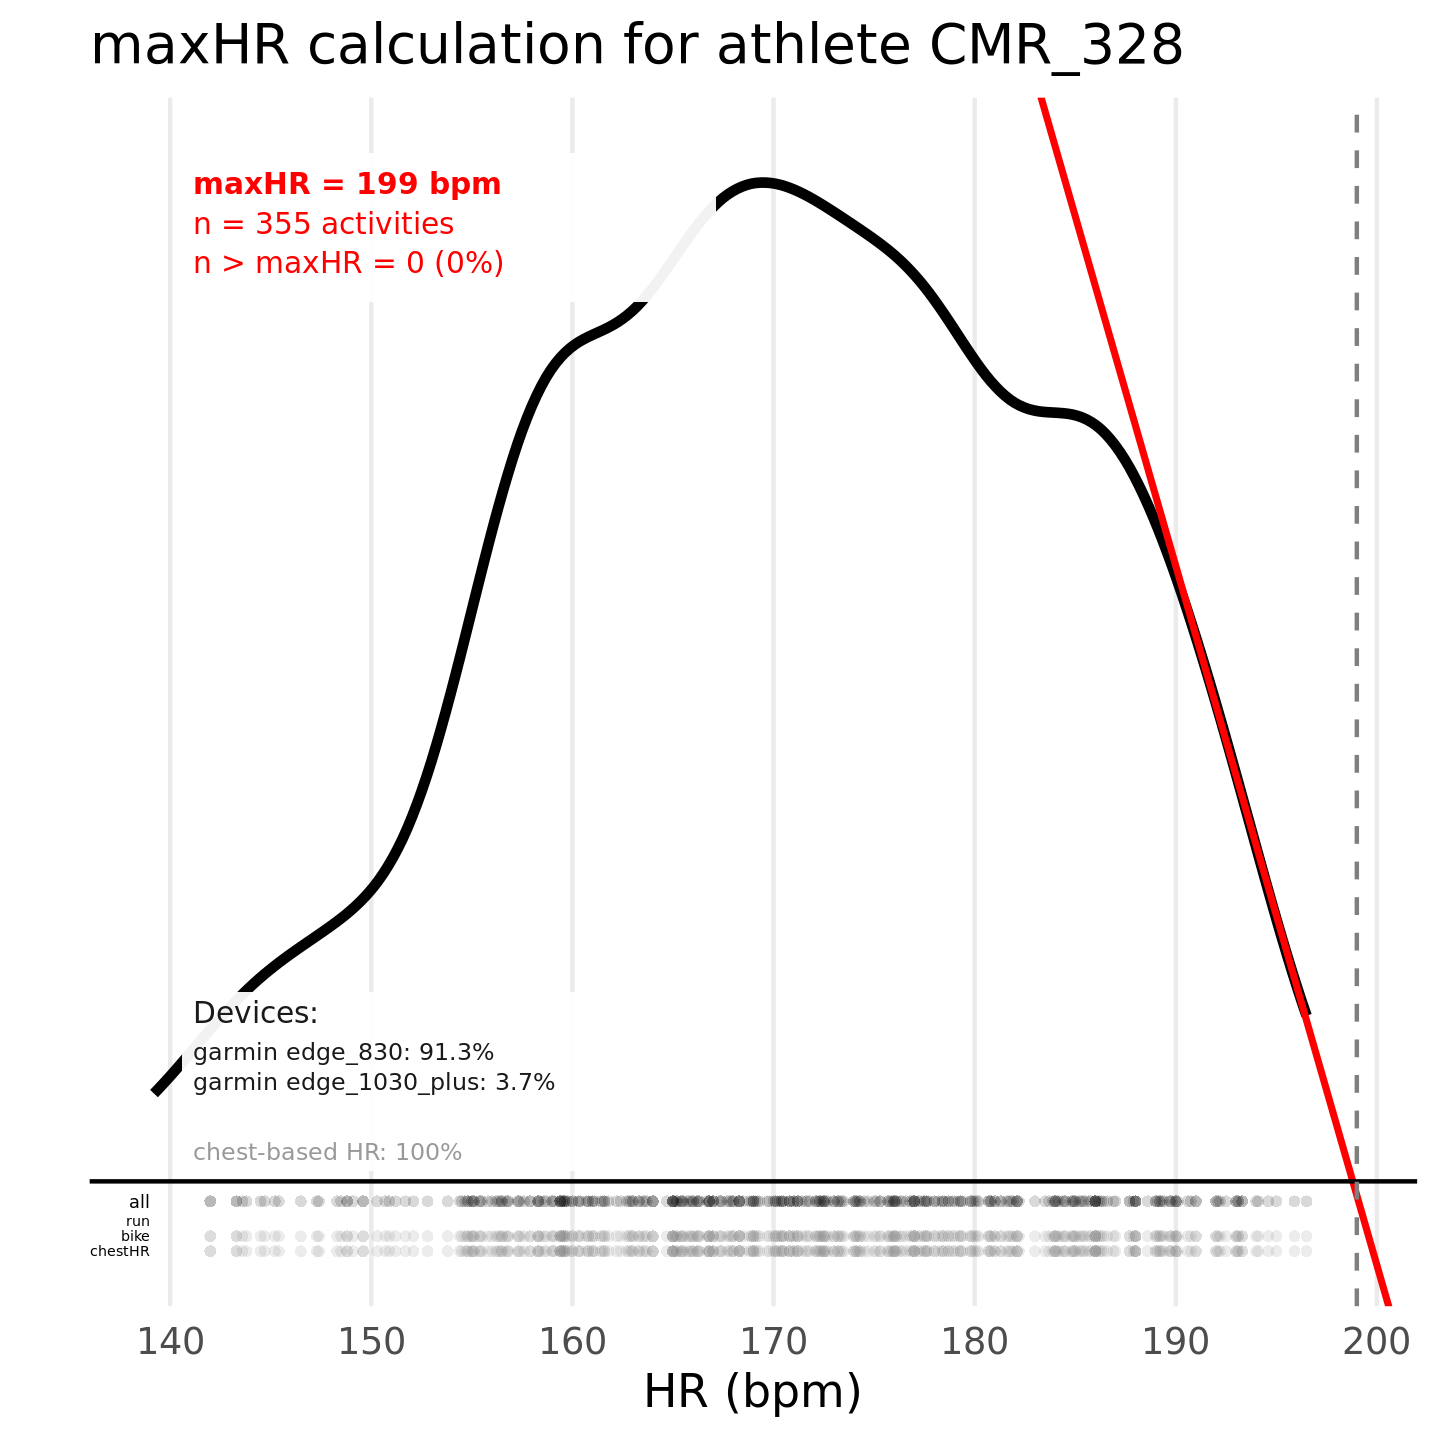 maxHR calculation for athlete CMR_328
maxHR = 199 bpm
n = 355 activities
n > maxHR = 0 (0%)
Devices:
garmin edge_830: 91.3%
garmin edge_1030_plus: 3.7%
chest-based HR: 100%
all
run
bike
chestHR
140 150 160 170 180 190 200
HR (bpm)